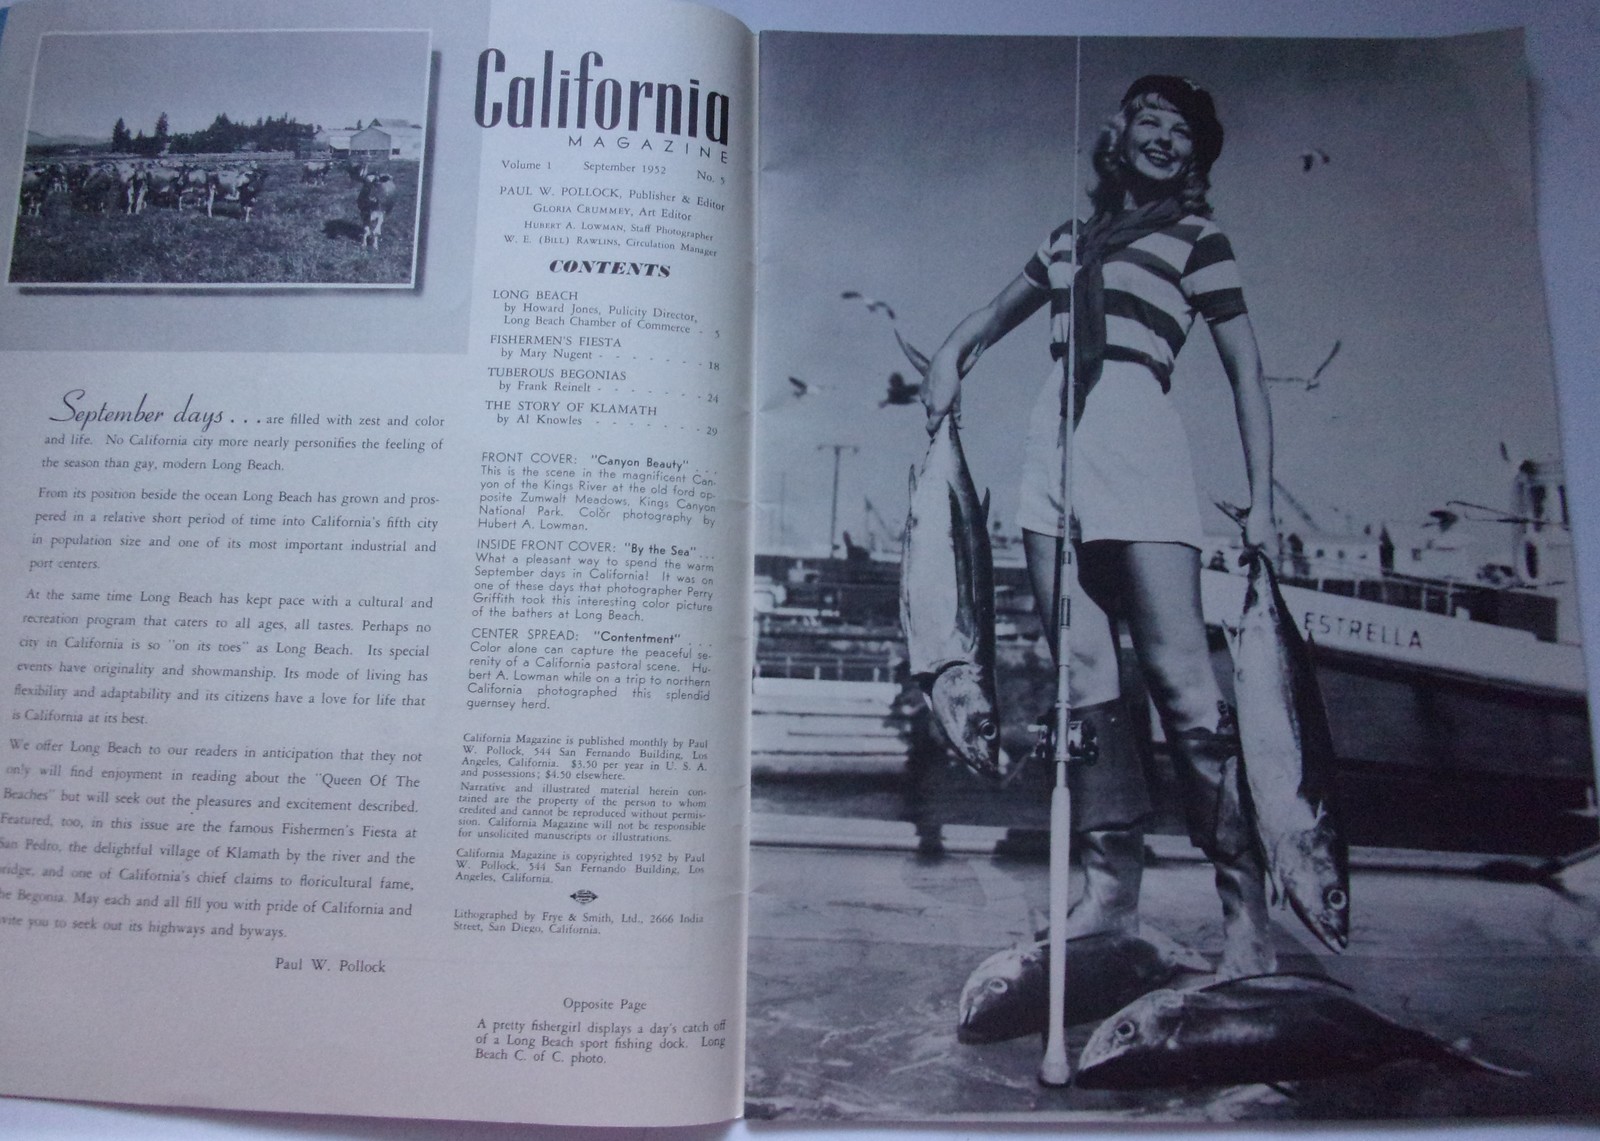 California
MAGAZINE
Volume 1 September 1952 No. 5
PAUL W. POLLOCK, Publisher & Editor
GLORIA CRUMMEY, Art Editor
HUBERT A. LOWMAN, Staff Photographer
W. E. (BILL) RAWLINS, Circulation Manager
CONTENTS
LONG BEACH
by Howard Jones, Pulicity Director,
Long Beach Chamber of Commerce - 5
FISHERMEN'S FIESTA
by Mary Nugent - - - - - - - 18
TUBEROUS BEGONIAS
by Frank Reinelt - - - - - - - 24
THE STORY OF KLAMATH
by Al Knowles - - - - - - - 29
FRONT COVER: "Canyon Beauty" . . .
This is the scene in the magnificent Can-
yon of the Kings River at the old ford op-
posite Zumwalt Meadows, Kings Canyon
National Park. Color photography by
Hubert A. Lowman.
INSIDE FRONT COVER: "By the Sea" . . .
What a pleasant way to spend the warm
September days in California! It was on
one of these days that photographer Perry
Griffith took this interesting color picture
of the bathers at Long Beach.
CENTER SPREAD: "Contentment" . . .
Color alone can capture the peaceful se-
renity of a California pastoral scene. Hu-
bert A. Lowman while on a trip to northern
California photographed this splendid
guernsey herd.
California Magazine is published monthly by Paul
W. Pollock, 544 San Fernando Building, Los
Angeles, California. $3.50 per year in U. S. A.
and possessions; $4.50 elsewhere.
Narrative and illustrated material herein con-
tained are the property of the person to whom
credited and cannot be reproduced without permis-
sion. California Magazine will not be responsible
for unsolicited manuscripts or illustrations.
California Magazine is copyrighted 1952 by Paul
W. Pollock, 544 San Fernando Building, Los
Angeles, California.
Lithographed by Frye & Smith, Ltd., 2666 India
Street, San Diego, California.
Opposite Page
A pretty fishergirl displays a day's catch off
of a Long Beach sport fishing dock. Long
Beach C. of C. photo.
September days . . . are filled with zest and color
and life. No California city more nearly personifies the feeling of
the season than gay, modern Long Beach.
From its position beside the ocean Long Beach has grown and pros-
pered in a relative short period of time into California's fifth city
in population size and one of its most important industrial and
port centers.
At the same time Long Beach has kept pace with a cultural and
recreation program that caters to all ages, all tastes. Perhaps no
city in California is so "on its toes" as Long Beach. Its special
events have originality and showmanship. Its mode of living has
flexibility and adaptability and its citizens have a love for life that
is California at its best.
We offer Long Beach to our readers in anticipation that they not
only will find enjoyment in reading about the "Queen Of The
Beaches" but will seek out the pleasures and excitement described.
Featured, too, in this issue are the famous Fishermen's Fiesta at
San Pedro, the delightful village of Klamath by the river and the
ridge, and one of California's chief claims to floricultural fame,
he Begonia. May each and all fill you with pride of California and
vite you to seek out its highways and byways.
Paul W. Pollock
ESTRELLA